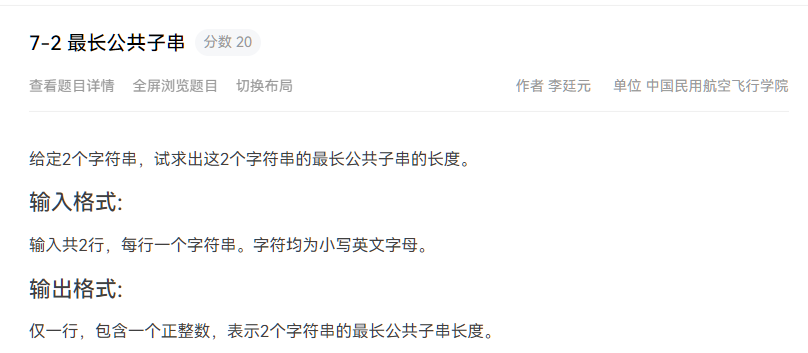 7-2 最长公共子串 分数 20
查看题目详情 全屏浏览题目 切换布局 作者 李廷元 单位 中国民用航空飞行学院
给定2个字符串，试求出这2个字符串的最长公共子串的长度。
输入格式:
输入共2行，每行一个字符串。字符均为小写英文字母。
输出格式:
仅一行，包含一个正整数，表示2个字符串的最长公共子串长度。